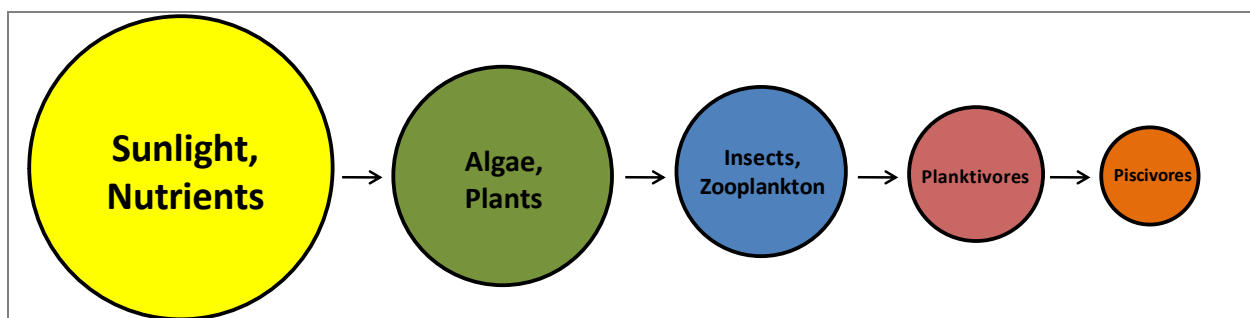 Sunlight,
Nutrients
Algae,
Plants
Insects,
Zooplankton
Planktivores
Piscivores